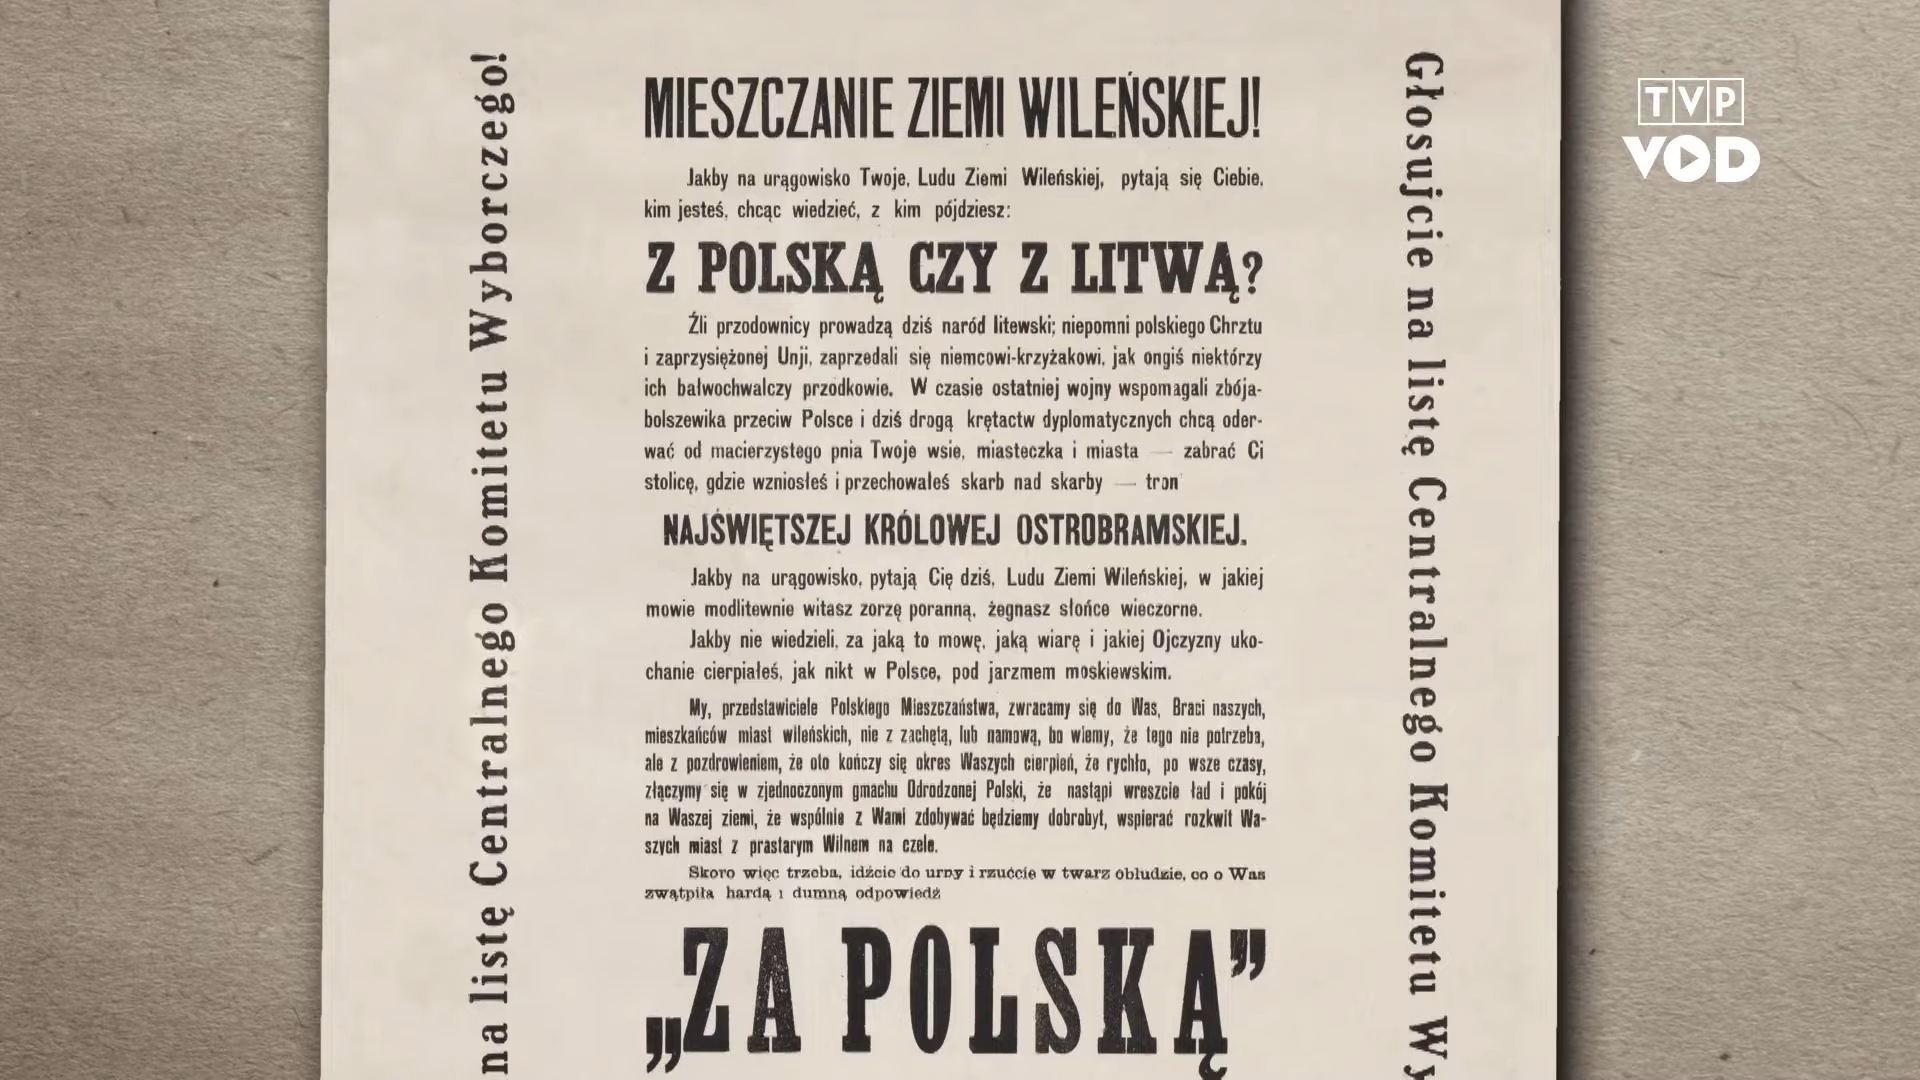 na listę Centralnego Komitetu Wyborczego!
MIESZCZANIE ZIEMI WILEŃSKIEJ!
Jakby na urągowisko Twoje, Ludu Ziemi Wileńskiej, pytają się Ciebie,
kim jesteś, chcąc wiedzieć, z kim pójdziesz:
Z POLSKĄ CZY Z LITWĄ?
Źli przodownicy prowadzą dziś naród litewski; niepomni polskiego Chrztu
i zaprzysiężonej Unji, zaprzedali się niemcowi-krzyżakowi, jak ongiś niektórzy
ich bałwochwalczy przodkowie. W czasie ostatniej wojny wspomagali zbója-
bolszewika przeciw Polsce i dziś drogą krętactw dyplomatycznych chcą oder-
wać od macierzystego pnia Twoje wsie, miasteczka i miasta — zabrać Ci
stolicę, gdzie wzniosłeś i przechowałeś skarb nad skarby — tron
NAJŚWIĘTSZEJ KRÓLOWEJ OSTROBRAMSKIEJ.
Jakby na urągowisko, pytają Cię dziś, Ludu Ziemi Wileńskiej, w jakiej
mowie modlitewnie witasz zorzę poranną, żegnasz słońce wieczorne.
Jakby nie wiedzieli, za jaką to mowę, jaką wiarę i jakiej Ojczyzny uko-
chanie cierpiałeś, jak nikt w Polsce, pod jarzmem moskiewskim.
My, przedstawiciele Polskiego Mieszczaństwa, zwracamy się do Was, Braci naszych,
mieszkańców miast wileńskich, nie z zachętą, lub namową, bo wiemy, że tego nie potrzeba,
ale z pozdrowieniem, że oto kończy się okres Waszych cierpień, że rychło, po wsze czasy,
złączymy się w zjednoczonym gmachu Odrodzonej Polski, że nastąpi wreszcie ład i pokój
na Waszej ziemi, że wspólnie z Wami zdobywać będziemy dobrobyt, wspierać rozkwit Wa-
szych miast z prastarym Wilnem na czele.
Skoro więc trzeba, idźcie do urny i rzućcie w twarz obłudzie, co o Was
zwątpiła hardą i dumną odpowiedź
„ZA POLSKĄ”
Głosujcie na listę Centralnego Komitetu Wy
TVP
VOD